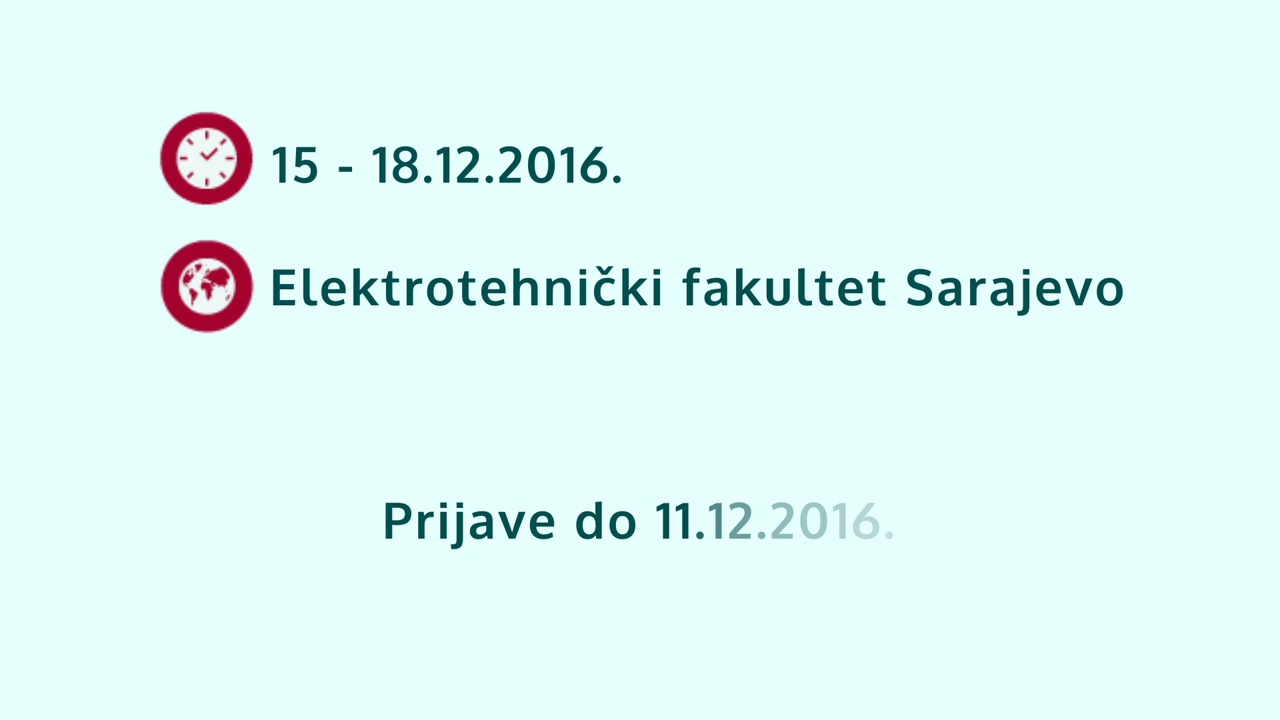 15 - 18.12.2016.
Elektrotehnički fakultet Sarajevo
Prijave do 11.12.2016.